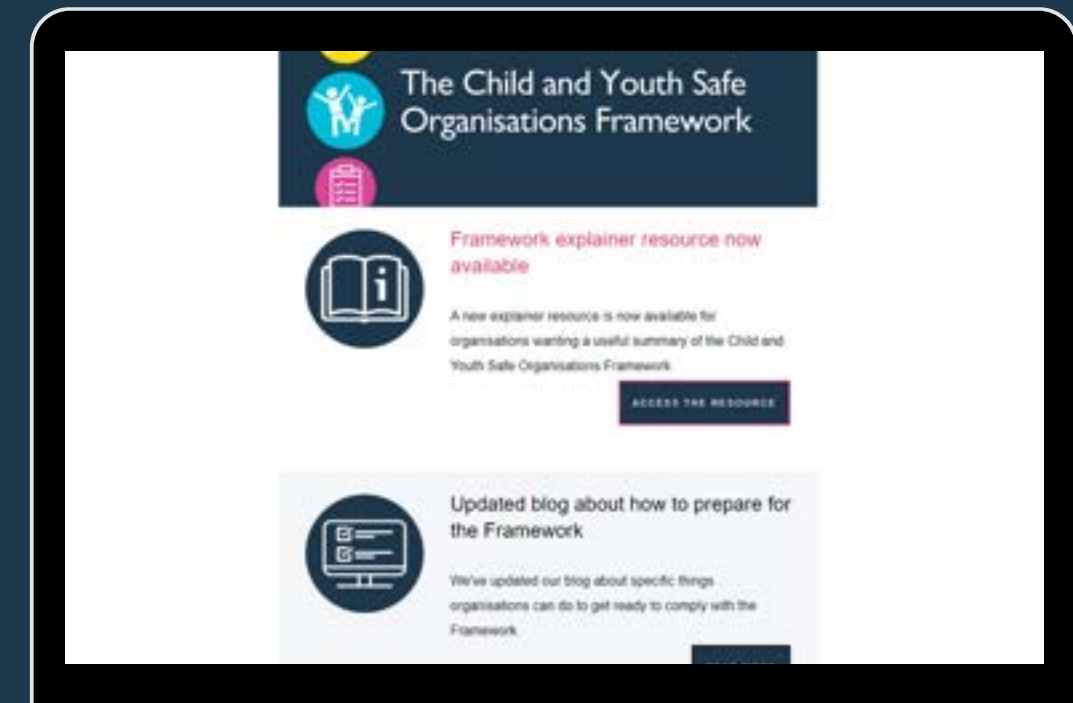 The Child and Youth Safe
Organisations Framework
Framework explainer resource now
available
A new explainer resource is now available for
organisations wanting a useful summary of the Child and
Youth Safe Organisations Framework.
ACCESS THE RESOURCE
Updated blog about how to prepare for
the Framework
We've updated our blog about specific things
organisations can do to get ready to comply with the
Framework.